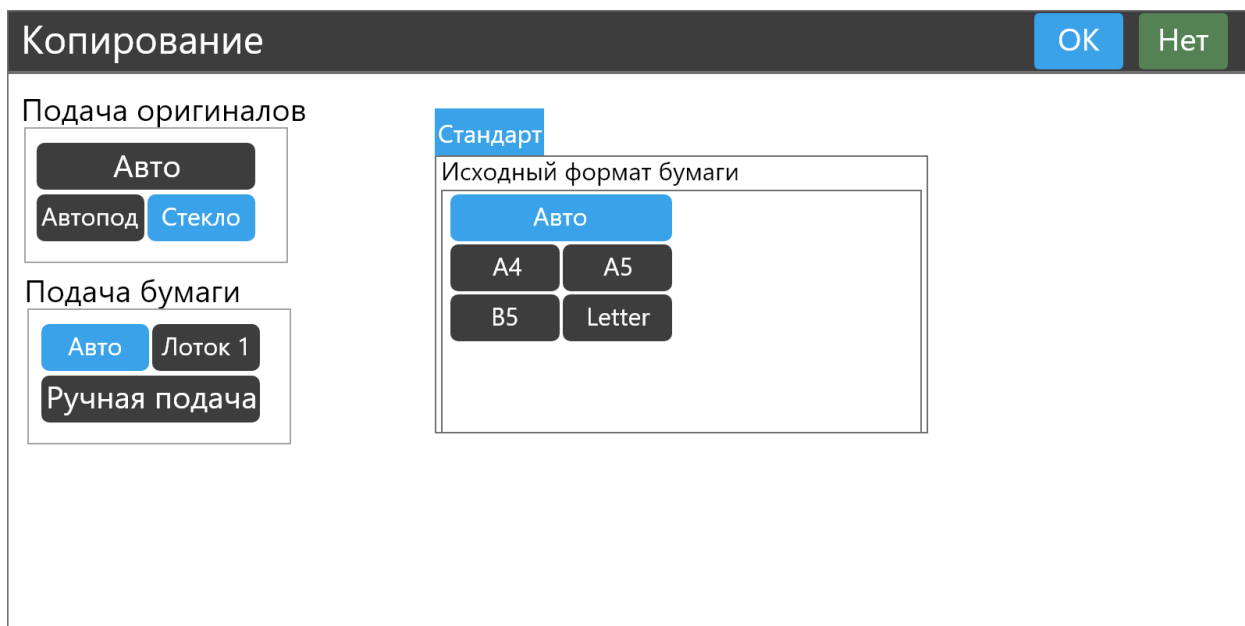 Копирование
ОК
Нет
Подача оригиналов
Авто
Автопод
Стекло
Подача бумаги
Авто
Лоток 1
Ручная подача
Стандарт
Исходный формат бумаги
Авто
A4
A5
B5
Letter